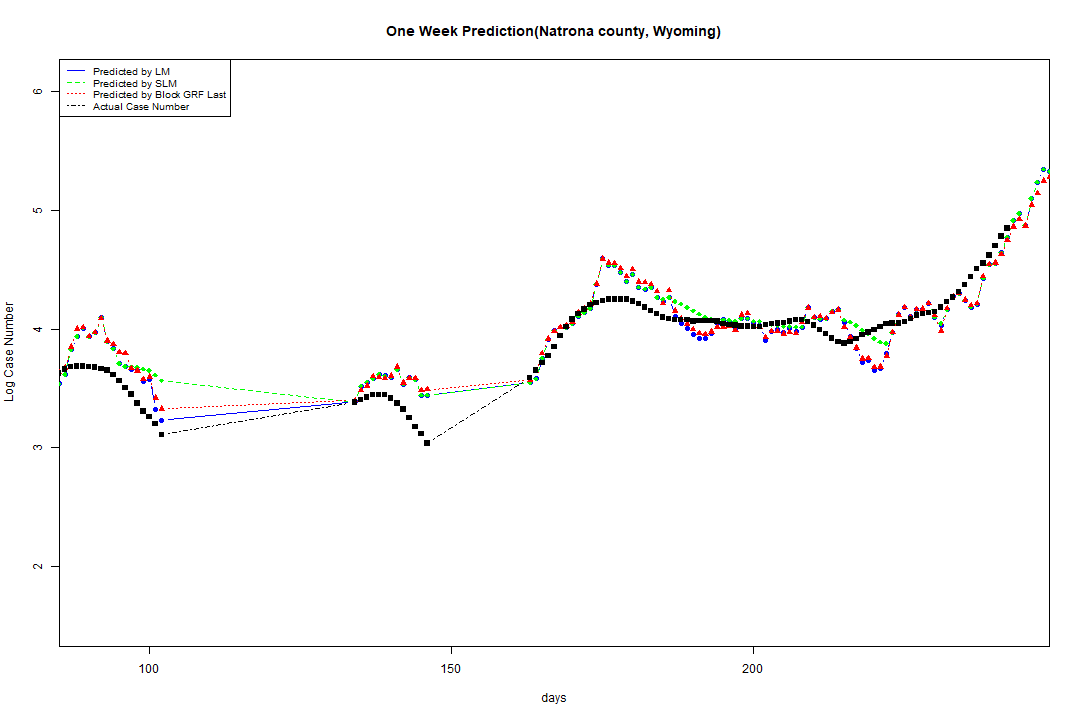 One Week Prediction(Natrona county, Wyoming)
Predicted by LM
Predicted by SLM
Predicted by Block GRF Last
Actual Case Number
6
5
4
3
2
Log Case Number
100 150 200
days